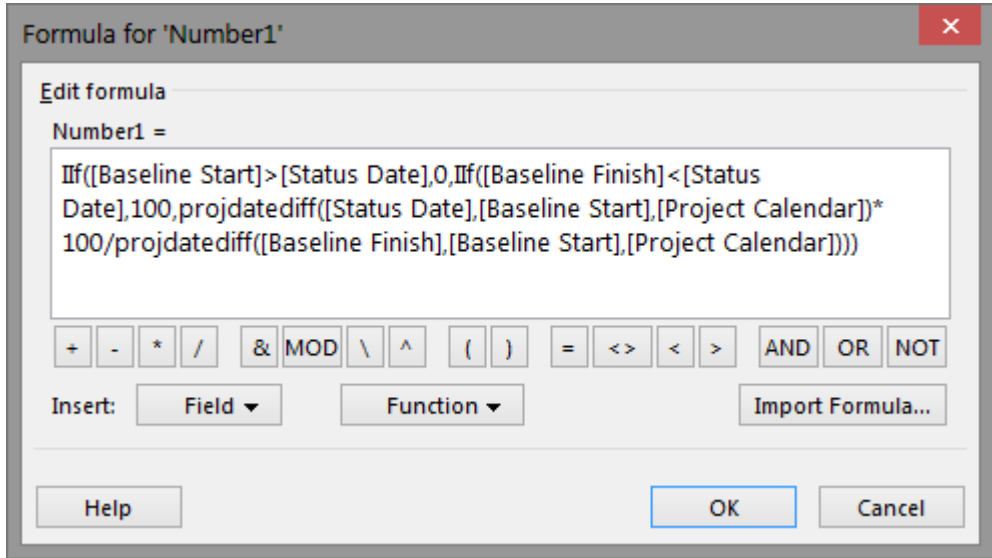 Formula for 'Number1'
Edit formula
Number1 =
IIf([Baseline Start]>[Status Date],0,IIf([Baseline Finish]<[Status
Date],100,projdatediff([Status Date],[Baseline Start],[Project Calendar])*
100/projdatediff([Baseline Finish],[Baseline Start],[Project Calendar])))
+ - * / & MOD \ ^ ( ) = <> < > AND OR NOT
Insert: Field Function Import Formula...
Help OK Cancel